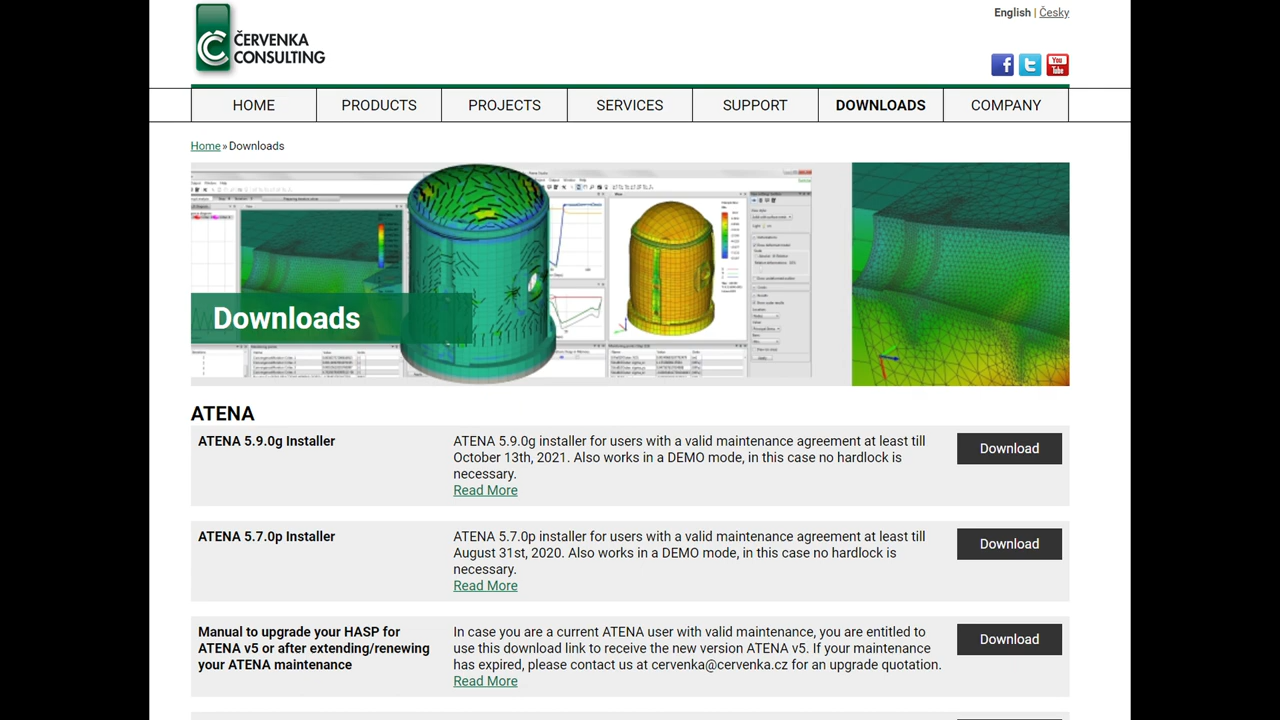 ČERVENKA
CONSULTING
English | Česky
HOME
PRODUCTS
PROJECTS
SERVICES
SUPPORT
DOWNLOADS
COMPANY
Home » Downloads
Downloads
ATENA
ATENA 5.9.0g Installer
ATENA 5.9.0g installer for users with a valid maintenance agreement at least till
October 13th, 2021. Also works in a DEMO mode, in this case no hardlock is
necessary.
Read More
Download
ATENA 5.7.0p Installer
ATENA 5.7.0p installer for users with a valid maintenance agreement at least till
August 31st, 2020. Also works in a DEMO mode, in this case no hardlock is
necessary.
Read More
Download
Manual to upgrade your HASP for
ATENA v5 or after extending/renewing
your ATENA maintenance
In case you are a current ATENA user with valid maintenance, you are entitled to
use this download link to receive the new version ATENA v5. If your maintenance
has expired, please contact us at cervenka@cervenka.cz for an upgrade quotation.
Read More
Download